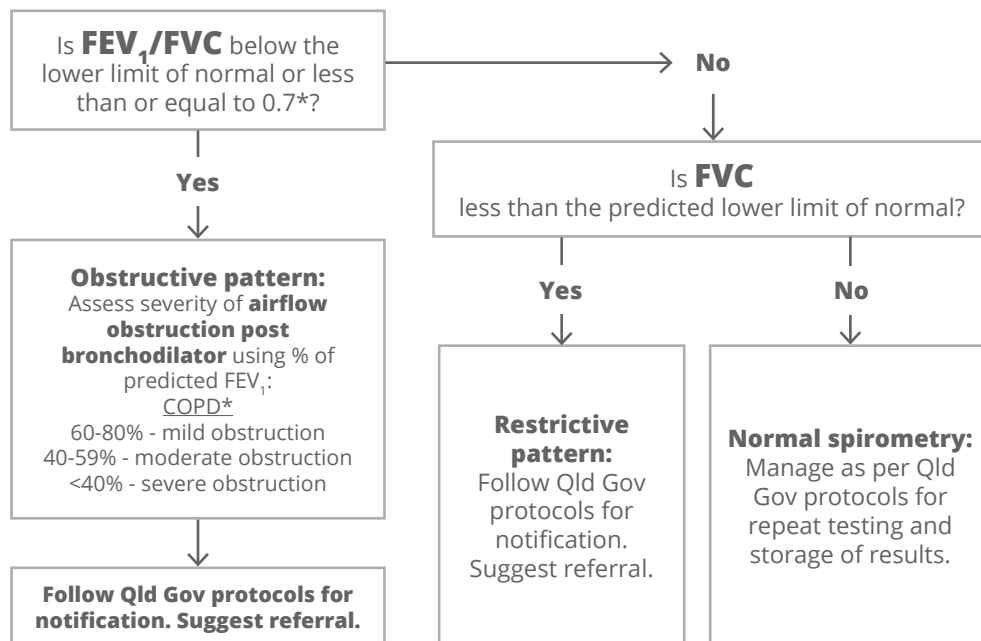 Is FEV₁/FVC below the
lower limit of normal or less
than or equal to 0.7*?
No
Yes
Is FVC
less than the predicted lower limit of normal?
Obstructive pattern:
Assess severity of airflow
obstruction post
bronchodilator using % of
predicted FEV₁:
COPD*
60-80% - mild obstruction
40-59% - moderate obstruction
<40% - severe obstruction
Yes
No
Restrictive
pattern:
Follow Qld Gov
protocols for
notification.
Suggest referral.
Normal spirometry:
Manage as per Qld
Gov protocols for
repeat testing and
storage of results.
Follow Qld Gov protocols for
notification. Suggest referral.